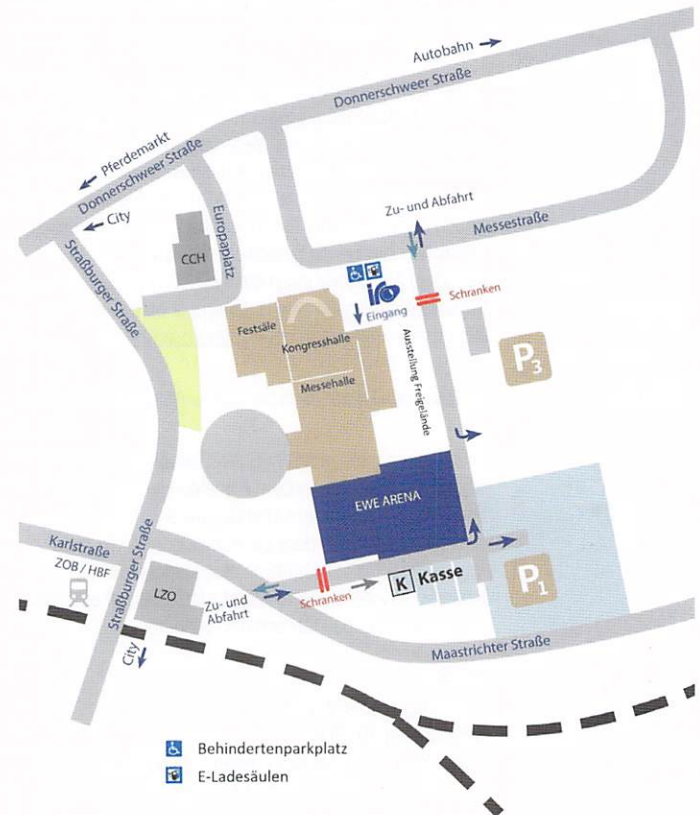 Autobahn
Donnerschweer Straße
Pferdemarkt
Donnerschweer Straße
City
Zu- und Abfahrt
Messestraße
Europaplatz
CCH
Straßburger Straße
iro
Schranken
Eingang
Festsäle
Kongresshalle
Ausstellung Freigelände
P3
Messehalle
EWE ARENA
Karlstraße
ZOB / HBF
Straßburger Straße
LZO
Zu- und
Abfahrt
Schranken
K Kasse
P1
Maastrichter Straße
City
Behindertenparkplatz
E-Ladesäulen